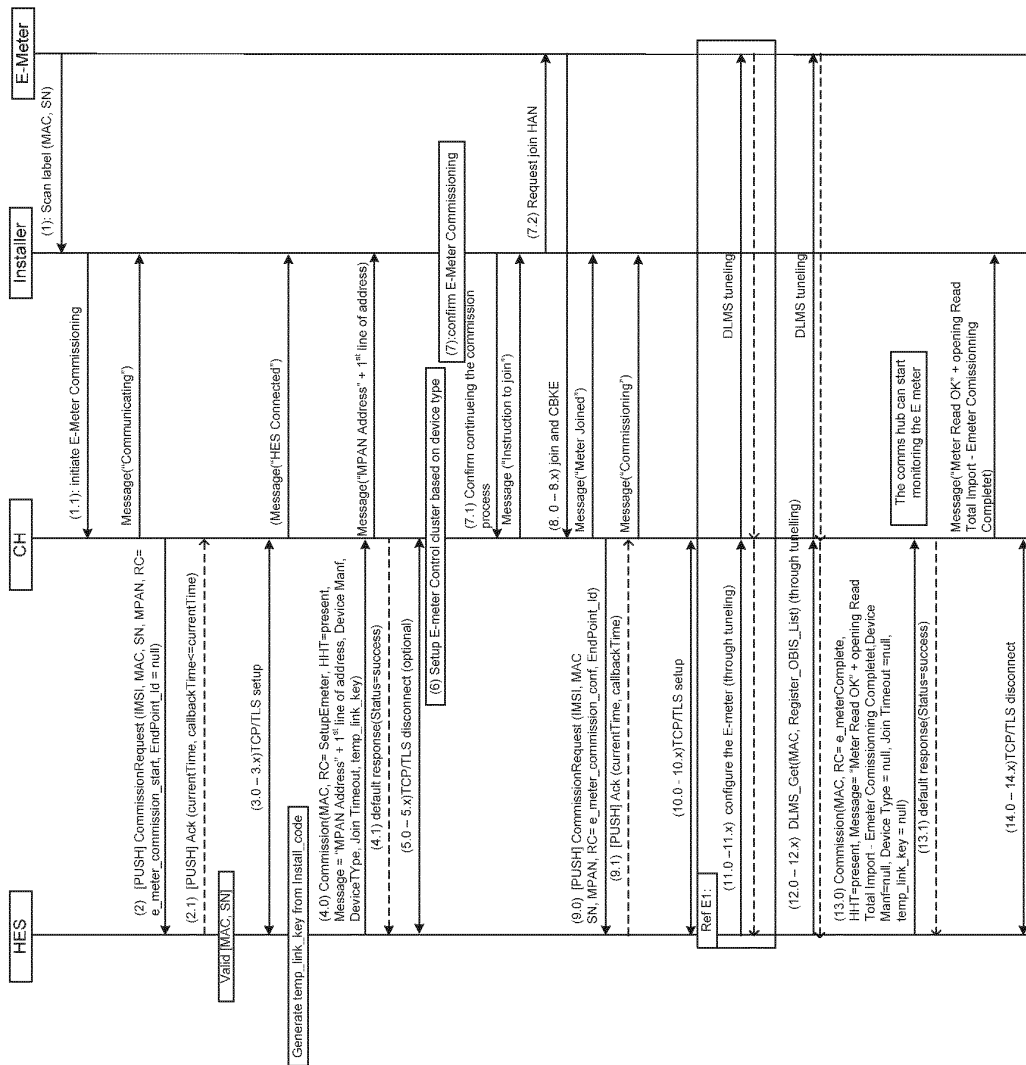 HES
CH
Installer
E-Meter
(1): Scan label (MAC, SN)
(1.1): initiate E-Meter Commissioning
Message("Communicating")
(2) [PUSH] CommissionRequest (IMSI, MAC, SN, MPAN, RC=
e_meter_commission_start, EndPoint_Id = null)
(2.1) [PUSH] Ack (currentTime, callbackTime<=currentTime)
Valid [MAC, SN]
(3.0 – 3.x)TCP/TLS setup
(Message("HES Connected")
Generate temp_link_key from Install_code
(4.0) Commission(MAC, RC= SetupEmeter, HHT=present,
Message = "MPAN Address" + 1st line of address, Device Manf,
DeviceTYpe, Join Timeout, temp_link_key)
Message("MPAN Address" + 1st line of address)
(4.1) default response(Status=success)
(5.0 – 5.x)TCP/TLS disconnect (optional)
(6) Setup E-meter Control cluster based on device type
(7):confirm E-Meter Commissioning
(7.1) Confirm continueing the commission
process
Message ("Instruction to join")
(7.2) Request join HAN
(8. 0 – 8.x) join and CBKE
Message("Meter Joined")
(9.0) [PUSH] CommissionRequest (IMSI, MAC
SN, MPAN, RC= e_meter_commission_conf, EndPoint_Id)
Message("Commissioning")
(9.1) [PUSH] Ack (currentTime, callbackTime)
(10.0 - 10.x)TCP/TLS setup
Ref E1:
(11.0 –11.x) configure the E-meter (through tuneling)
DLMS tuneling
(12.0 – 12.x) DLMS_Get(MAC, Register_OBIS_List) (through tunelling)
DLMS tuneling
(13.0) Commission(MAC, RC= e_meterComplete,
HHT=present, Message= "Meter Read OK" + opening Read
Total Import - Emeter Comissionning Completet,Device
Manf=null, Device Type = null, Join Timeout =null,
temp_link_key = null)
(13.1) default response(Status=success)
The comms hub can start
monitoring the E meter
Message("Meter Read OK" + opening Read
Total Import - Emeter Comissioning
Completet)
(14.0 – 14.x)TCP/TLS disconnect